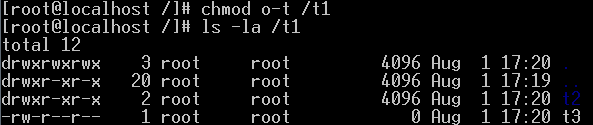 [root@localhost /]# chmod o-t /t1
[root@localhost /]# ls -la /t1
total 12
drwxrwxrwx 3 root root 4096 Aug 1 17:20 .
drwxr-xr-x 20 root root 4096 Aug 1 17:19 ..
drwxr-xr-x 2 root root 4096 Aug 1 17:20 t2
-rw-r--r-- 1 root root 0 Aug 1 17:20 t3